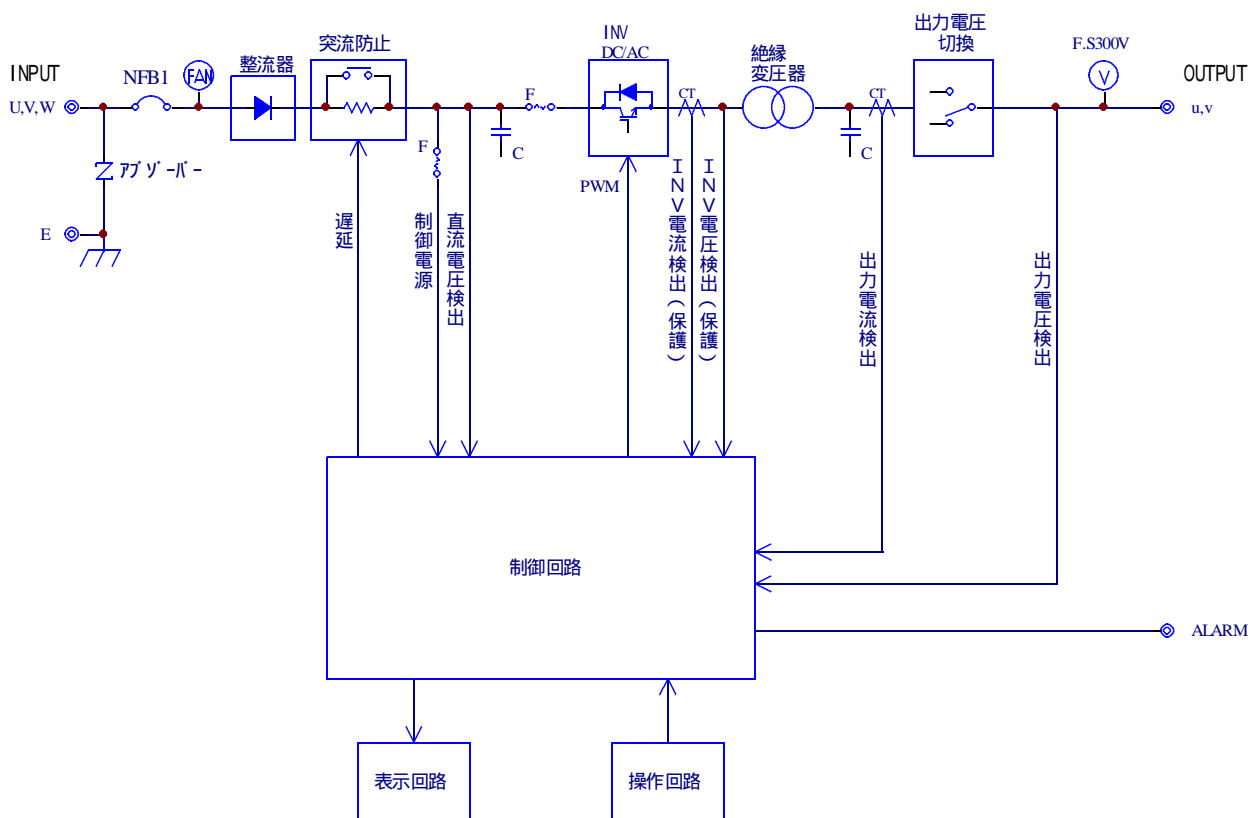 INPUT
U,V,W
NFB1
FAN
整流器
突流防止
F
INV
DC/AC
CT
絶縁
変圧器
CT
出力電圧
切換
F.S300V
V
OUTPUT
u,v
アブソーバー
E
F
C
C
PWM
遅延
制御電源
直流電圧検出
INV電流検出(保護)
INV電圧検出(保護)
出力電流検出
出力電圧検出
制御回路
ALARM
表示回路
操作回路